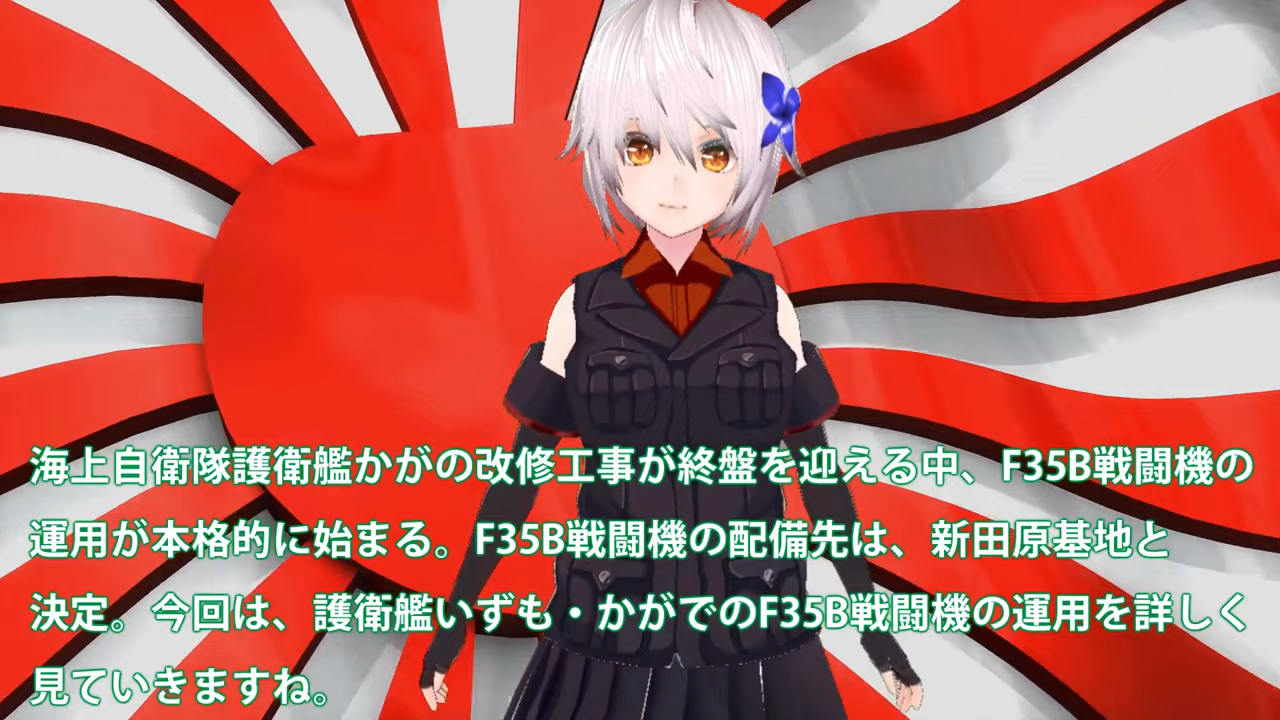 海上自衛隊護衛艦かがの改修工事が終盤を迎える中、F35B戦闘機の
運用が本格的に始まる。F35B戦闘機の配備先は、新田原基地と
決定。今回は、護衛艦いずも・かがでのF35B戦闘機の運用を詳しく
見ていきますね。